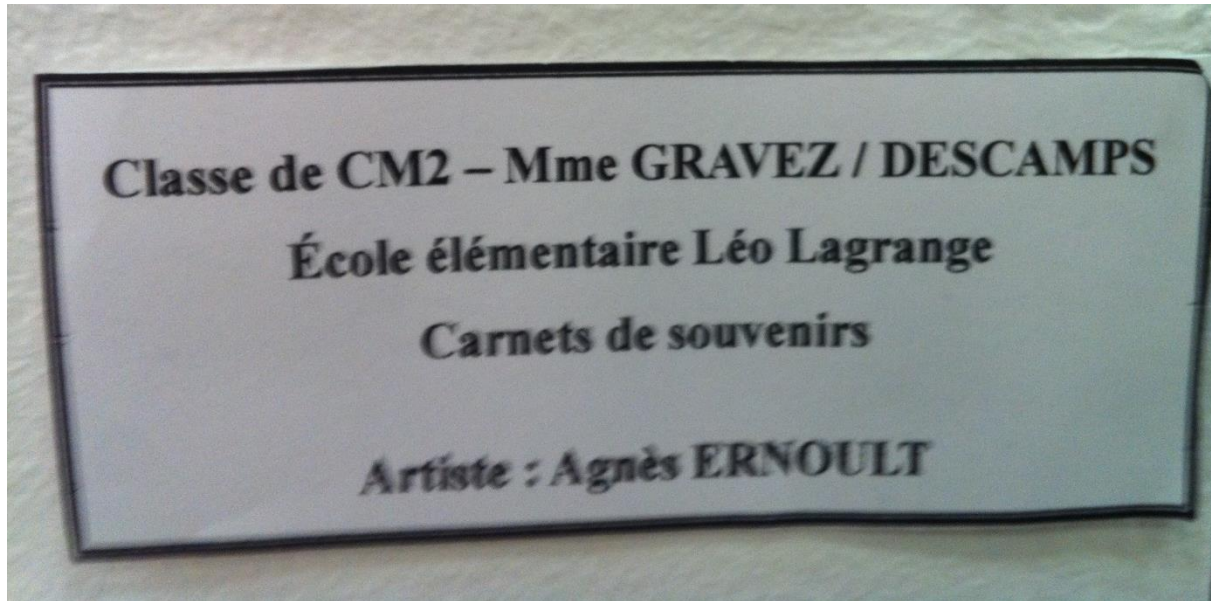 Classe de CM2 – Mme GRAVEZ / DESCAMPS
École élémentaire Léo Lagrange
Carnets de souvenirs
Artiste : Agnès ERNOULT